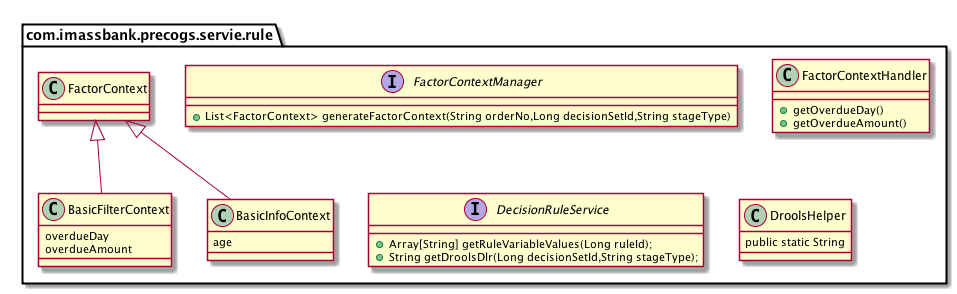 com.imassbank.precogs.servie.rule
C FactorContext
I FactorContextManager
List<FactorContext> generateFactorContext(String orderNo,Long decisionSetId,String stageType)
C FactorContextHandler
getOverdueDay()
getOverdueAmount()
C BasicFilterContext
overdueDay
overdueAmount
C BasicInfoContext
age
I DecisionRuleService
Array[String] getRuleVariableValues(Long ruleId);
String getDroolsDlr(Long decisionSetId,String stageType);
C DroolsHelper
public static String